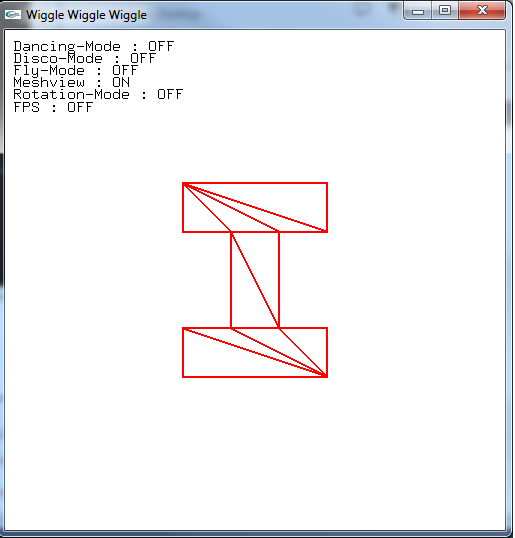 Wiggle Wiggle Wiggle
Dancing-Mode : OFF
Disco-Mode : OFF
Fly-Mode : OFF
Meshview : ON
Rotation-Mode : OFF
FPS : OFF